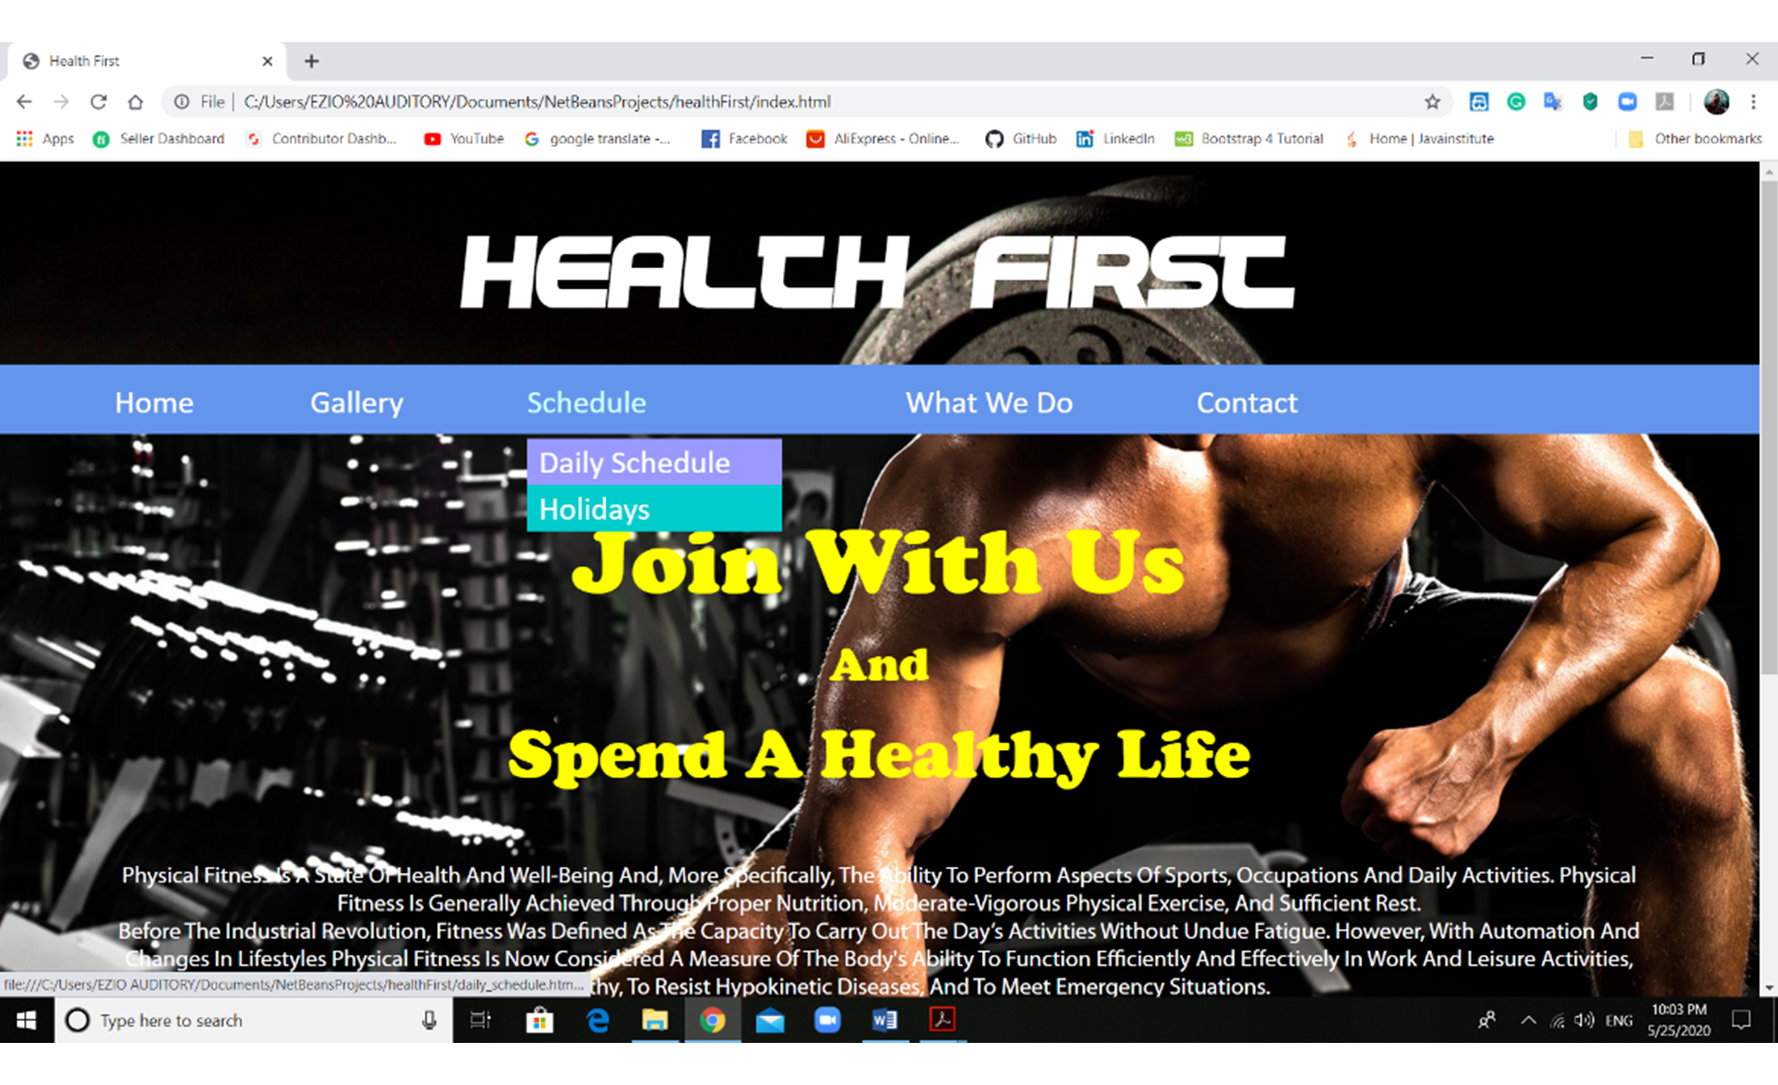 Health First
File | C:/Users/EZIO%20AUDITORY/Documents/NetBeansProjects/healthFirst/index.html
Apps Seller Dashboard Contributor Dashb... YouTube google translate -... Facebook AliExpress - Online... GitHub LinkedIn Bootstrap 4 Tutorial Home | Javainstitute Other bookmarks
HEALTH FIRST
Home Gallery Schedule What We Do Contact
Daily Schedule
Holidays
Join With Us
And
Spend A Healthy Life
Physical Fitness Is A State Of Health And Well-Being And, More Specifically, The Ability To Perform Aspects Of Sports, Occupations And Daily Activities. Physical
Fitness Is Generally Achieved Through Proper Nutrition, Moderate-Vigorous Physical Exercise, And Sufficient Rest.
Before The Industrial Revolution, Fitness Was Defined As The Capacity To Carry Out The Day's Activities Without Undue Fatigue. However, With Automation And
Changes In Lifestyles Physical Fitness Is Now Considered A Measure Of The Body's Ability To Function Efficiently And Effectively In Work And Leisure Activities,
thy, To Resist Hypokinetic Diseases, And To Meet Emergency Situations.
file:///C:/Users/EZIO AUDITORY/Documents/NetBeansProjects/healthFirst/daily_schedule.htm...
Type here to search
ENG
10:03 PM
5/25/2020